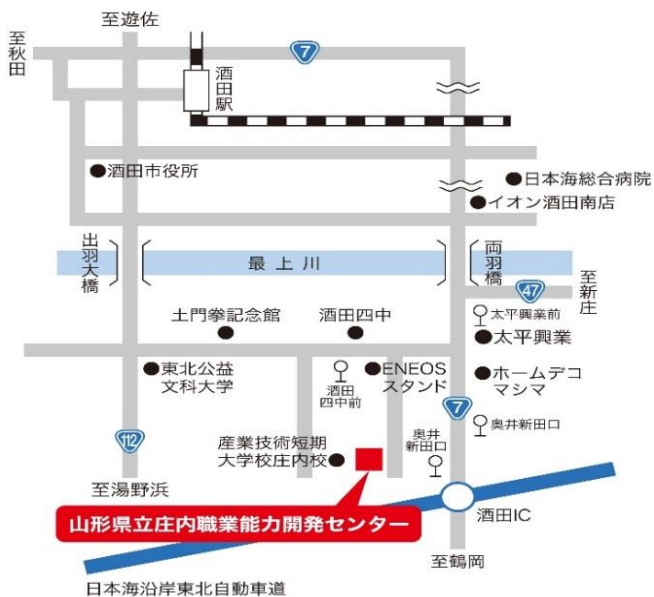 至遊佐
至秋田
7
酒田駅
酒田市役所
日本海総合病院
イオン酒田南店
出羽大橋
最上川
両羽橋
47
至新庄
土門拳記念館
酒田四中
太平興業前
太平興業
東北公益
文科大学
酒田
四中前
ENEOS
スタンド
ホームデコ
マシマ
7
奥井新田口
112
産業技術短期
大学校庄内校
奥井
新田口
至湯野浜
山形県立庄内職業能力開発センター
酒田IC
至鶴岡
日本海沿岸東北自動車道